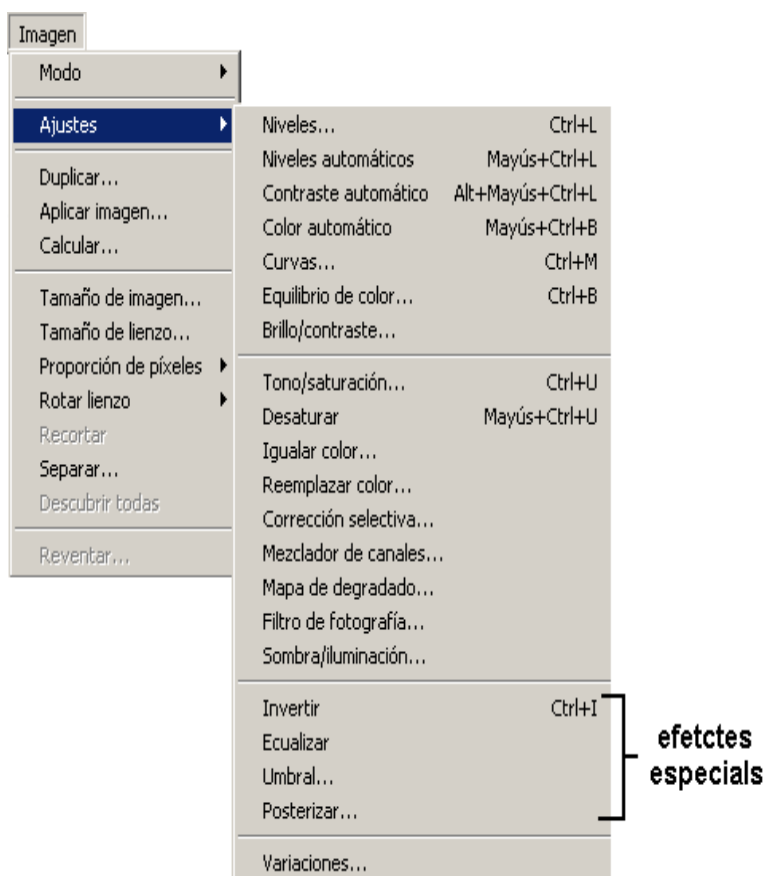 Imagen
Modo
Ajustes
Duplicar...
Aplicar imagen...
Calcular...
Tamaño de imagen...
Tamaño de lienzo...
Proporción de píxeles
Rotar lienzo
Recortar
Separar...
Descubrir todas
Reventar...
Niveles... Ctrl+L
Niveles automáticos Mayús+Ctrl+L
Contraste automático Alt+Mayús+Ctrl+L
Color automático Mayús+Ctrl+B
Curvas... Ctrl+M
Equilibrio de color... Ctrl+B
Brillo/contraste...
Tono/saturación... Ctrl+U
Desaturar Mayús+Ctrl+U
Igualar color...
Reemplazar color...
Corrección selectiva...
Mezclador de canales...
Mapa de degradado...
Filtro de fotografía...
Sombra/iluminación...
Invertir Ctrl+I
Ecualizar
Umbral...
Posterizar...
Variaciones...
efetctes
especials